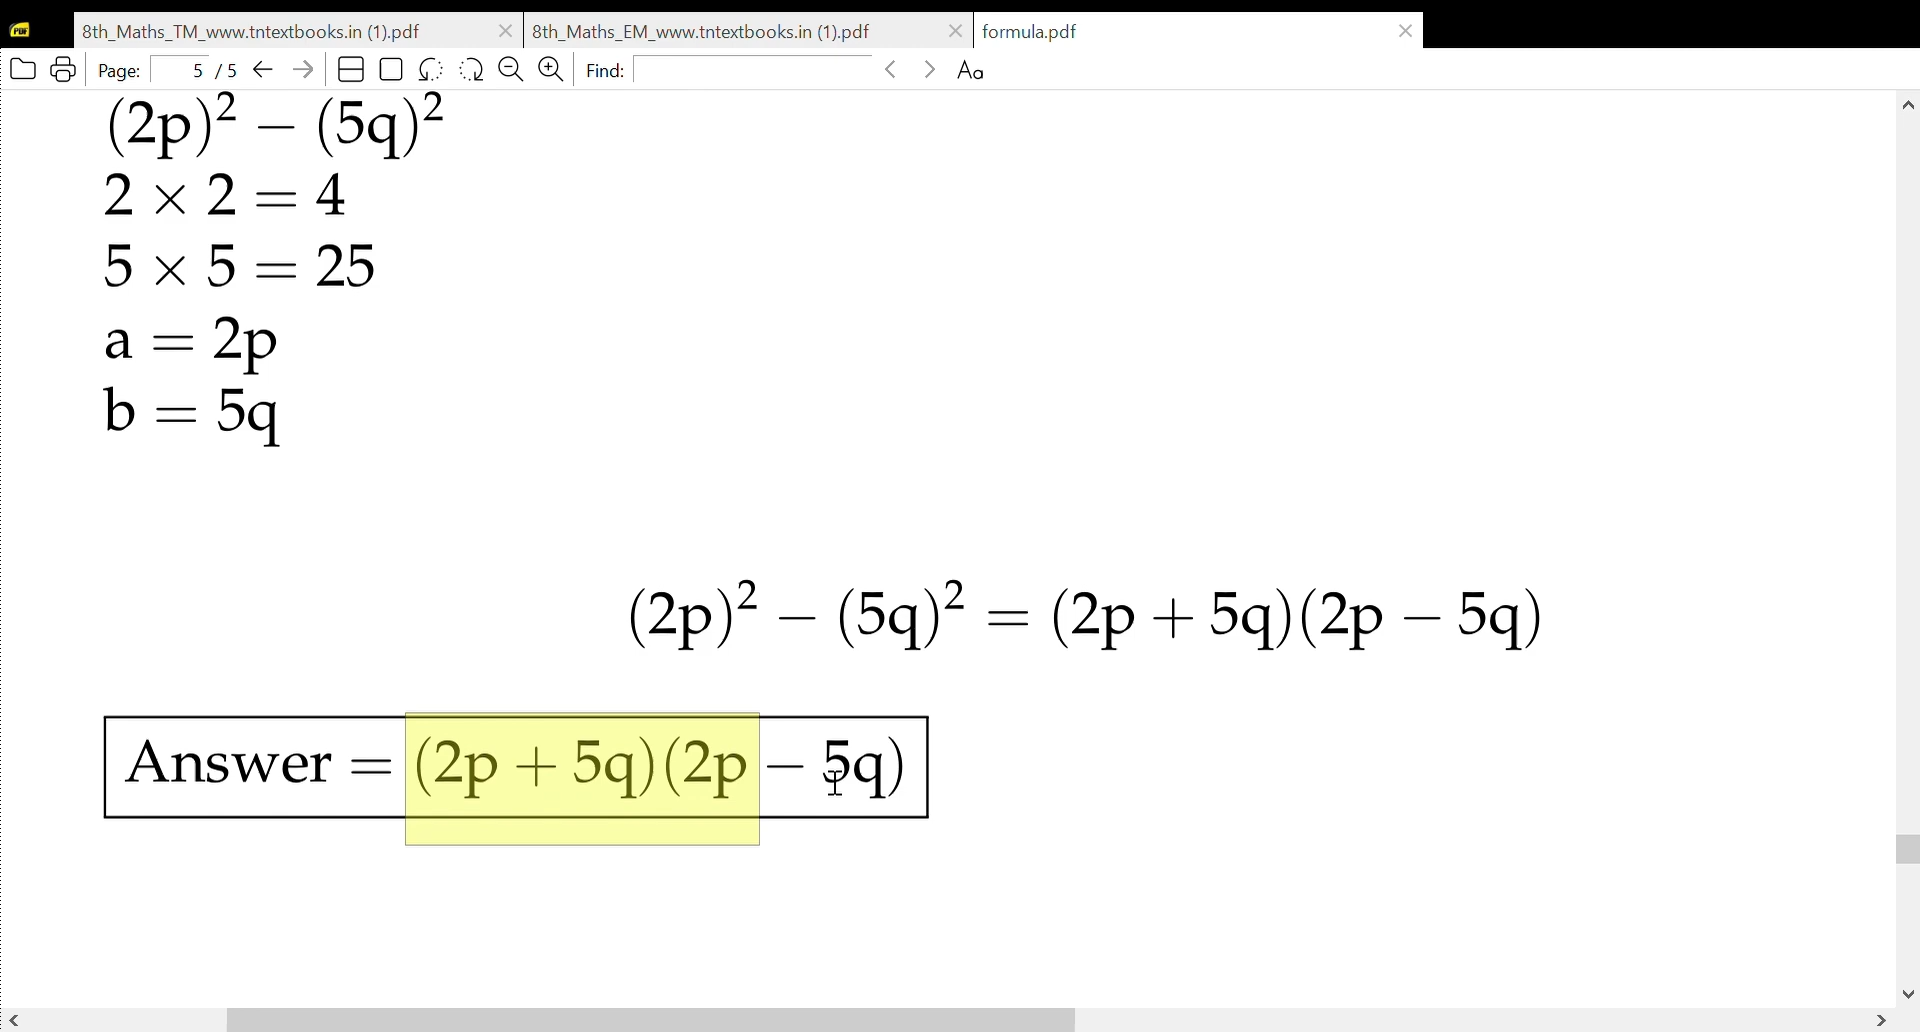 PDF 8th_Maths_TM_www.tntextbooks.in (1).pdf 8th_Maths_EM_www.tntextbooks.in (1).pdf formula.pdf
Page: 5 / 5 Find: Aa
(2p)² − (5q)²
2 × 2 = 4
5 × 5 = 25
a = 2p
b = 5q
(2p)² − (5q)² = (2p + 5q)(2p − 5q)
Answer = (2p + 5q)(2p − 5q)